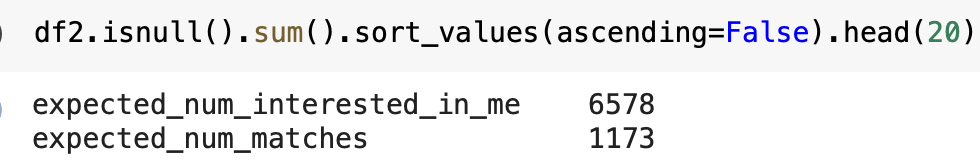 df2.isnull().sum().sort_values(ascending=False).head(20)
expected_num_interested_in_me 6578
expected_num_matches 1173